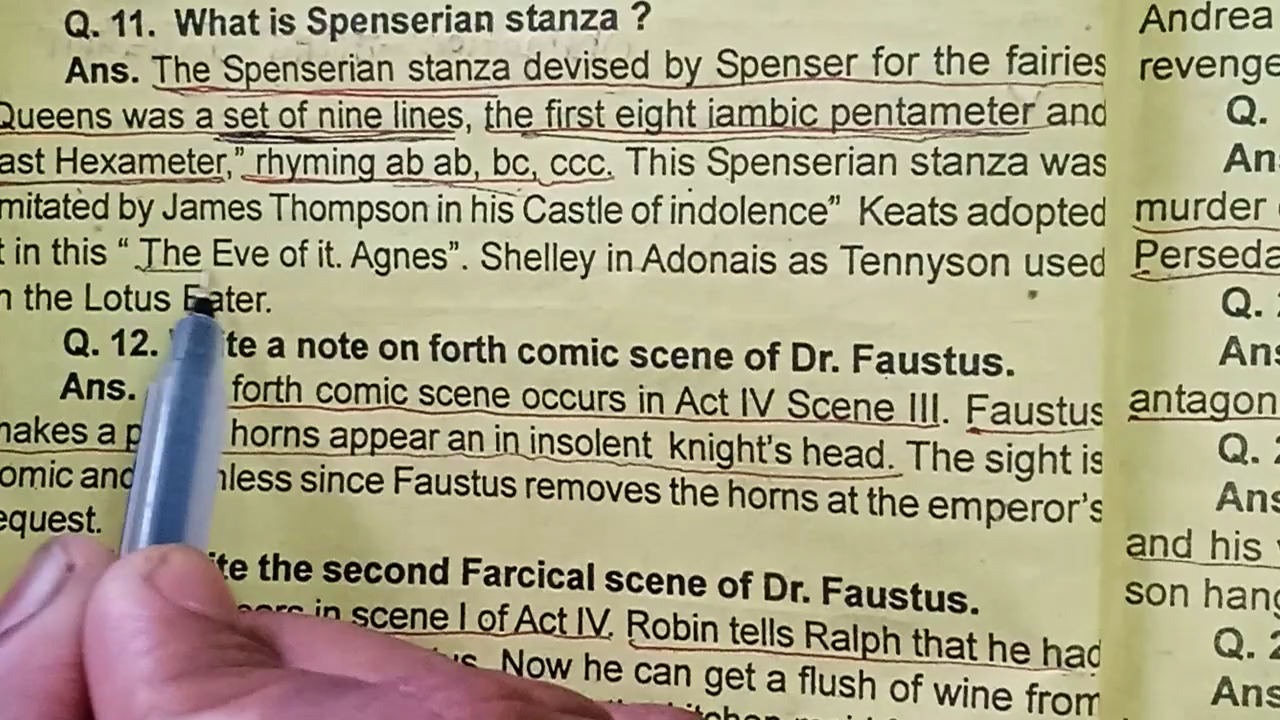 Q. 11. What is Spenserian stanza ?
Ans. The Spenserian stanza devised by Spenser for the fairies
Queens was a set of nine lines, the first eight iambic pentameter and
ast Hexameter,” rhyming ab ab, bc, ccc. This Spenserian stanza was
mitated by James Thompson in his Castle of indolence” Keats adopted
t in this “ The Eve of it. Agnes”. Shelley in Adonais as Tennyson used
n the Lotus Eater.
Q. 12. te a note on forth comic scene of Dr. Faustus.
Ans. forth comic scene occurs in Act IV Scene III. Faustus
makes a p horns appear an in insolent knight's head. The sight is
omic and nless since Faustus removes the horns at the emperor's
equest.
te the second Farcical scene of Dr. Faustus.
in scene I of Act IV. Robin tells Ralph that he had
Now he can get a flush of wine from
Andrea
revenge
Q.
An
murder
Perseda
Q.
Ans
antagon
Q. 2
Ans
and his
son hang
Q. 2
Ans